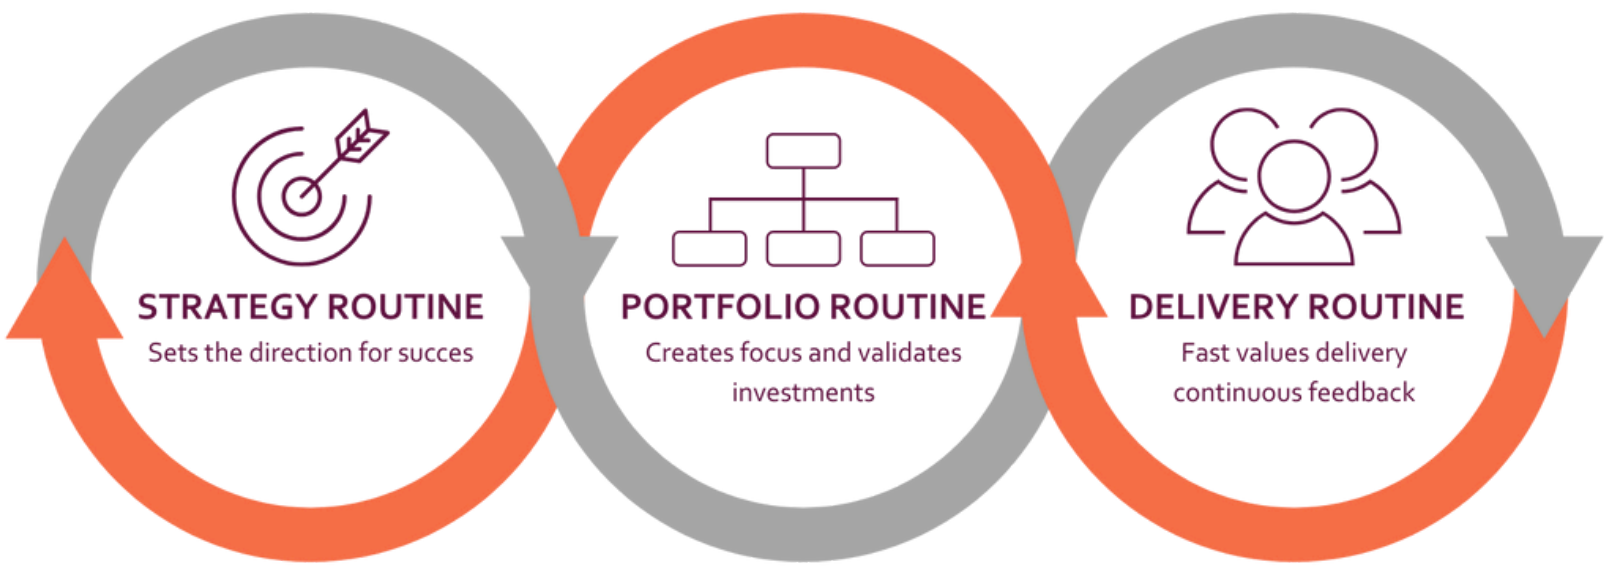 STRATEGY ROUTINE
Sets the direction for succes
PORTFOLIO ROUTINE
Creates focus and validates
investments
DELIVERY ROUTINE
Fast values delivery
continuous feedback